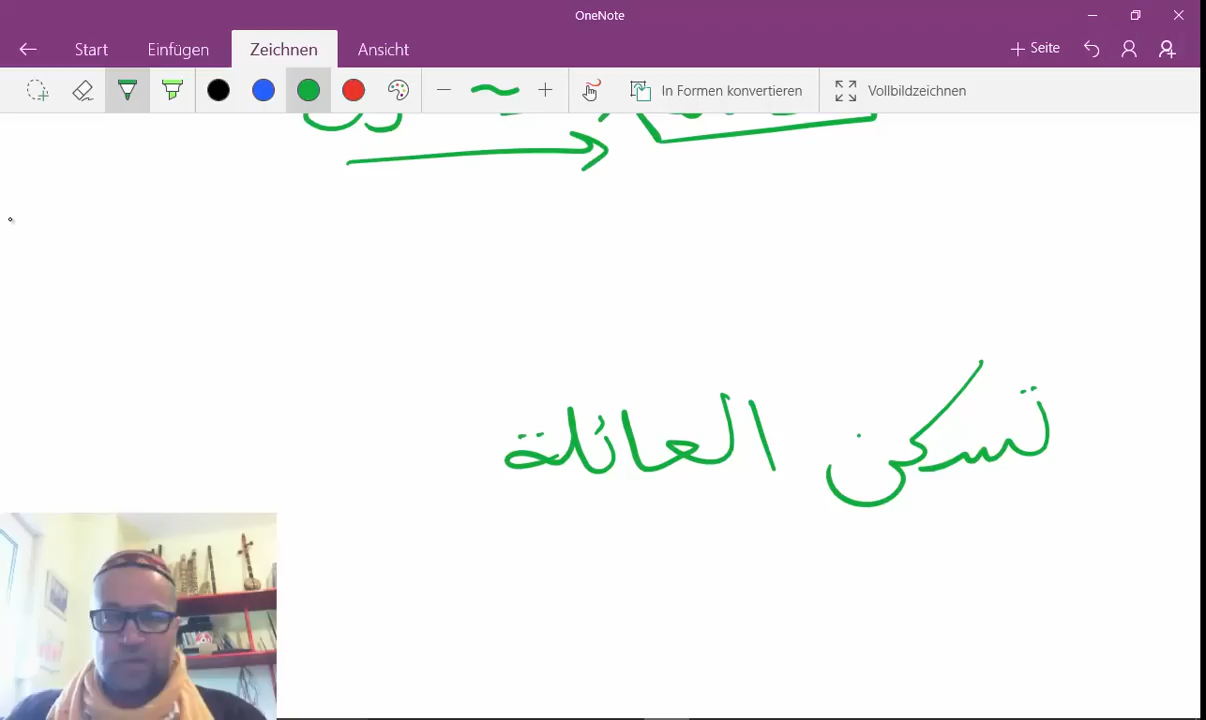 OneNote
Start Einfügen Zeichnen Ansicht Seite
In Formen konvertieren Vollbildzeichnen
تسكن العائلة